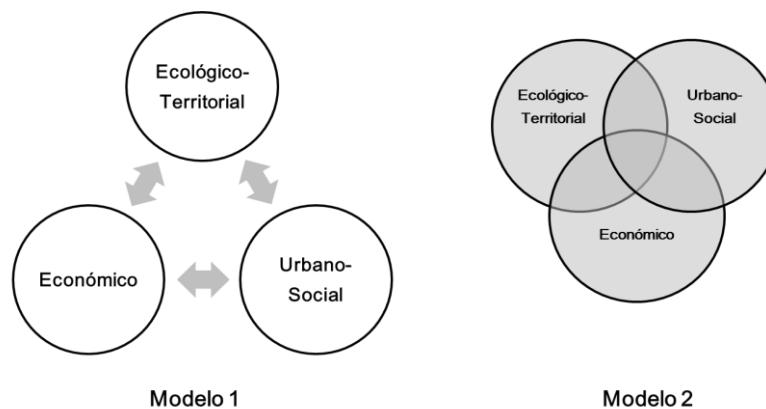 Ecológico-
Territorial
Económico
Urbano-
Social
Modelo 1
Ecológico-
Territorial
Urbano-
Social
Económico
Modelo 2